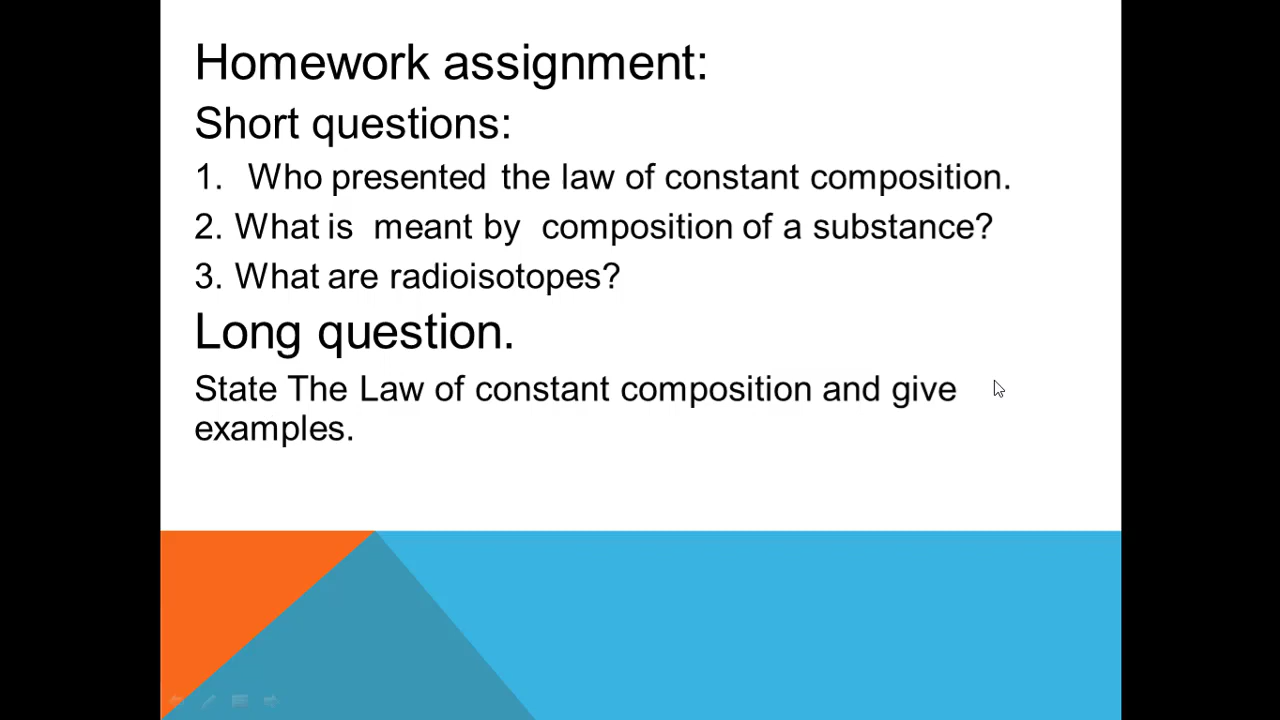 Homework assignment:
Short questions:
1. Who presented the law of constant composition.
2. What is meant by composition of a substance?
3. What are radioisotopes?
Long question.
State The Law of constant composition and give
examples.